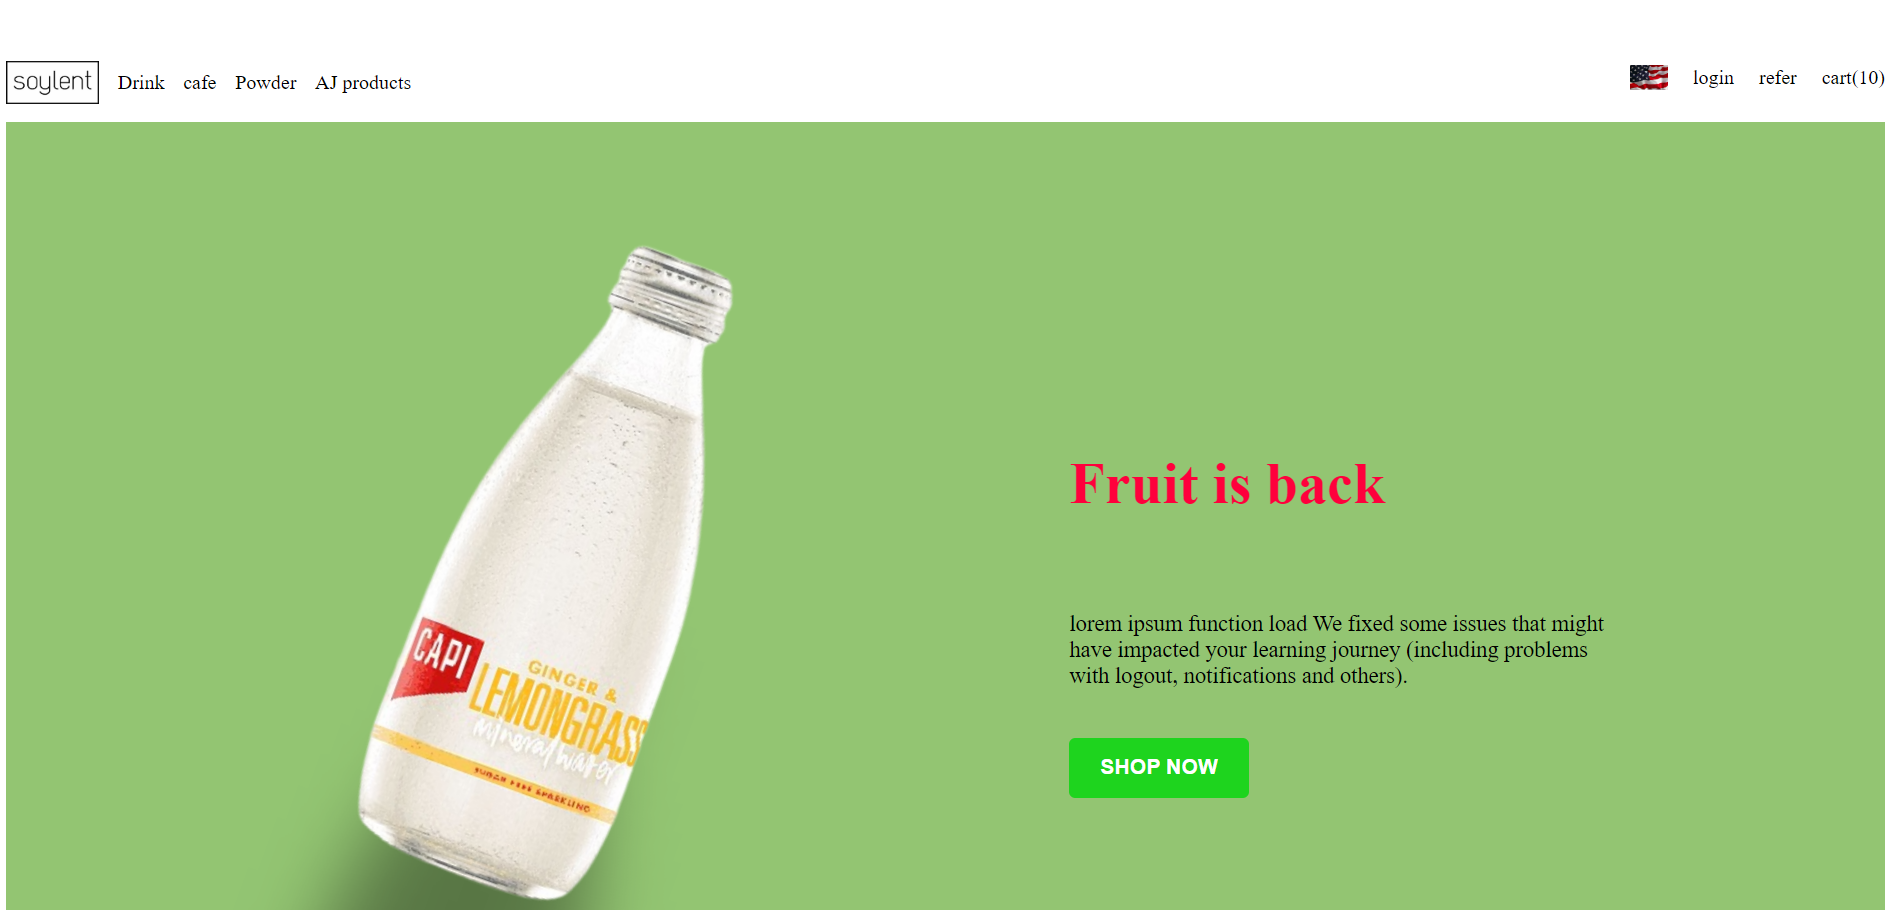 soylent Drink cafe Powder AJ products login refer cart(10)
Fruit is back
lorem ipsum function load We fixed some issues that might
have impacted your learning journey (including problems
with logout, notifications and others).
SHOP NOW
CAPI
GINGER &
LEMONGRASS
mineral water
SPARKLING